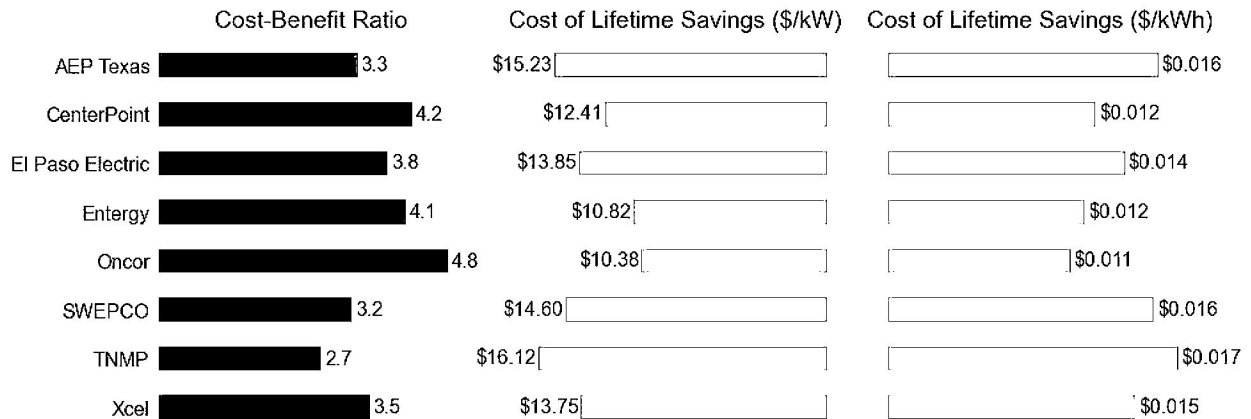 Cost-Benefit Ratio Cost of Lifetime Savings ($/kW) Cost of Lifetime Savings ($/kWh)
AEP Texas 3.3 $15.23 $0.016
CenterPoint 4.2 $12.41 $0.012
El Paso Electric 3.8 $13.85 $0.014
Entergy 4.1 $10.82 $0.012
Oncor 4.8 $10.38 $0.011
SWEPCO 3.2 $14.60 $0.016
TNMP 2.7 $16.12 $0.017
Xcel 3.5 $13.75 $0.015